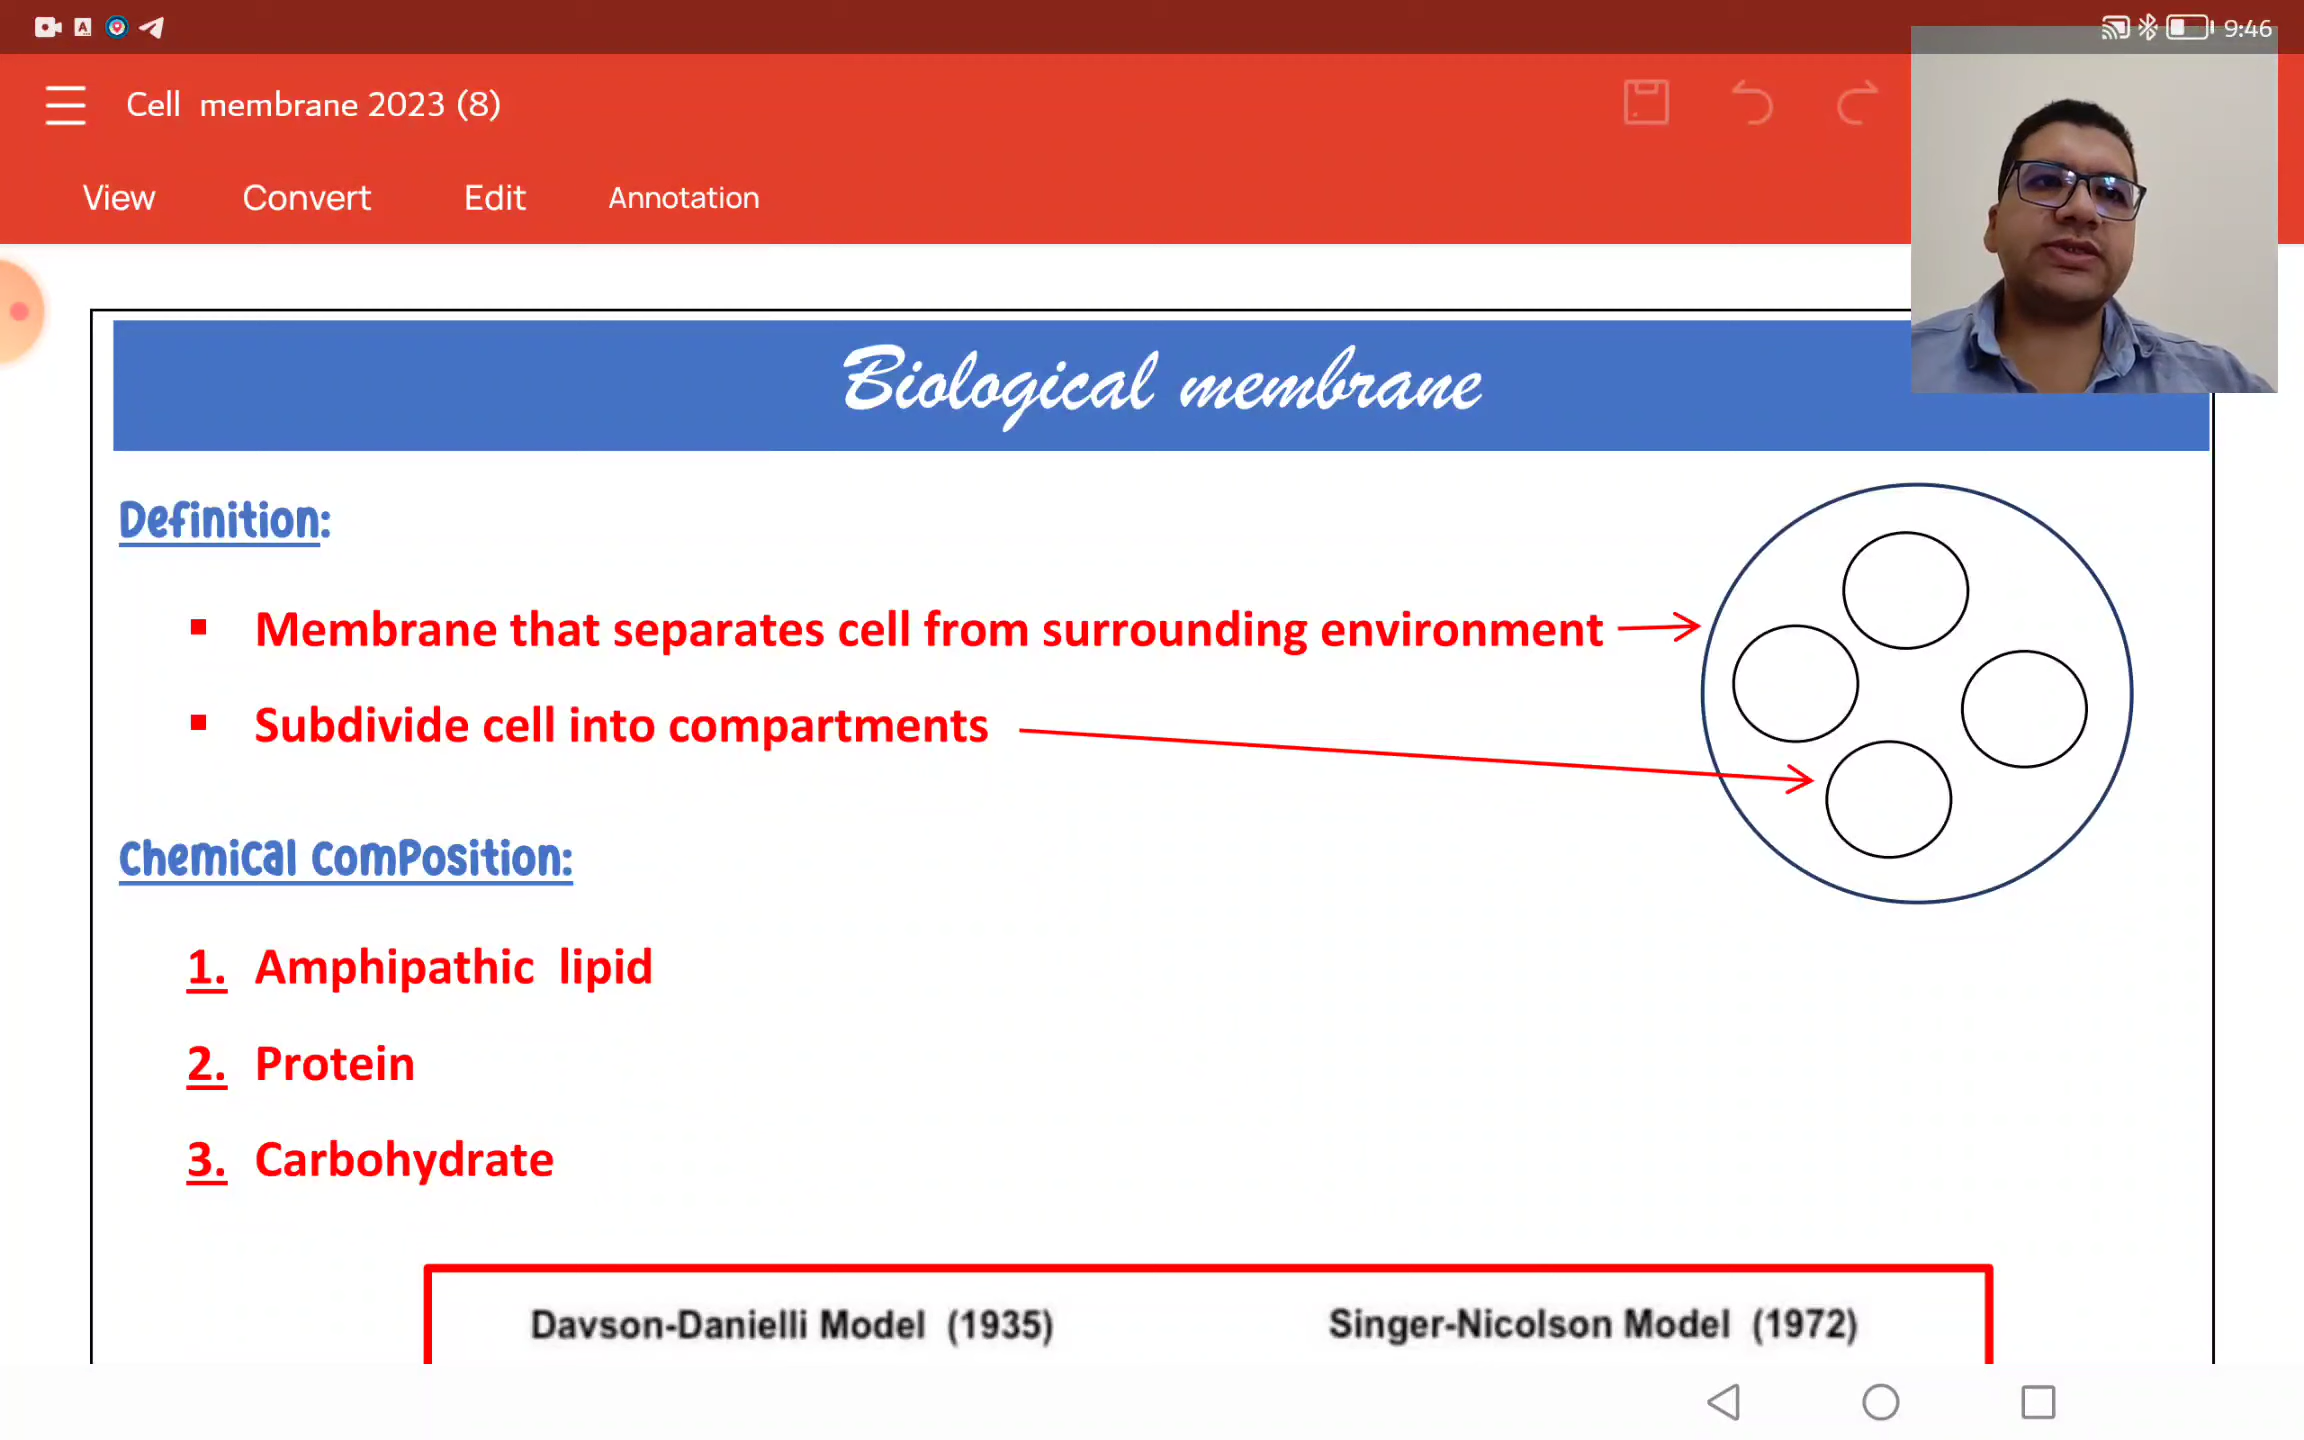 9:46
Cell membrane 2023 (8)
View Convert Edit Annotation
Biological membrane
Definition:
▪ Membrane that separates cell from surrounding environment
▪ Subdivide cell into compartments
Chemical Composition:
1. Amphipathic lipid
2. Protein
3. Carbohydrate
Davson-Danielli Model (1935) Singer-Nicolson Model (1972)